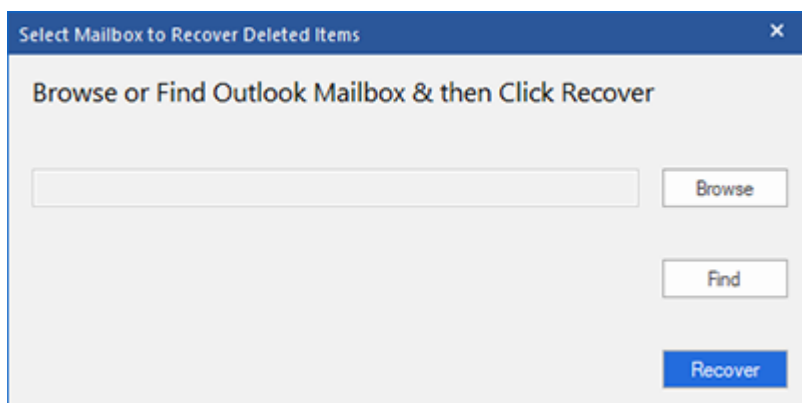 Select Mailbox to Recover Deleted Items
Browse or Find Outlook Mailbox & then Click Recover
Browse
Find
Recover